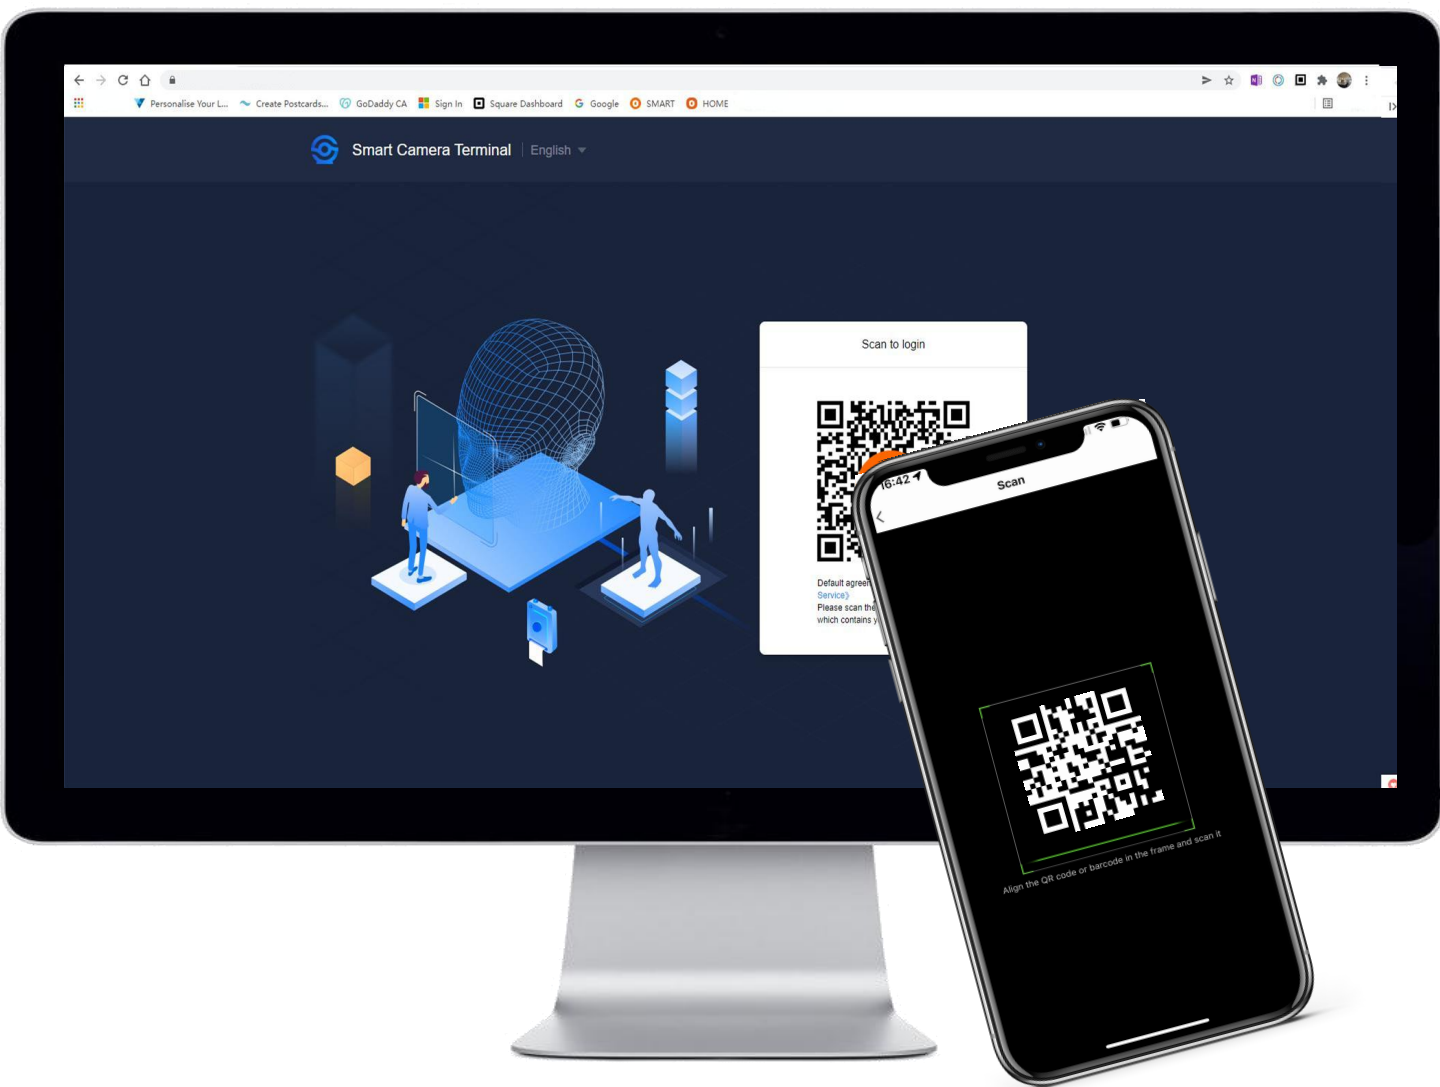 Personalise Your L...
Create Postcards...
GoDaddy CA
Sign In
Square Dashboard
Google
SMART
HOME
Smart Camera Terminal
English
Scan to login
Default agreem
Service》
Please scan the
which contains y
16:42
Scan
Align the QR code or barcode in the frame and scan it